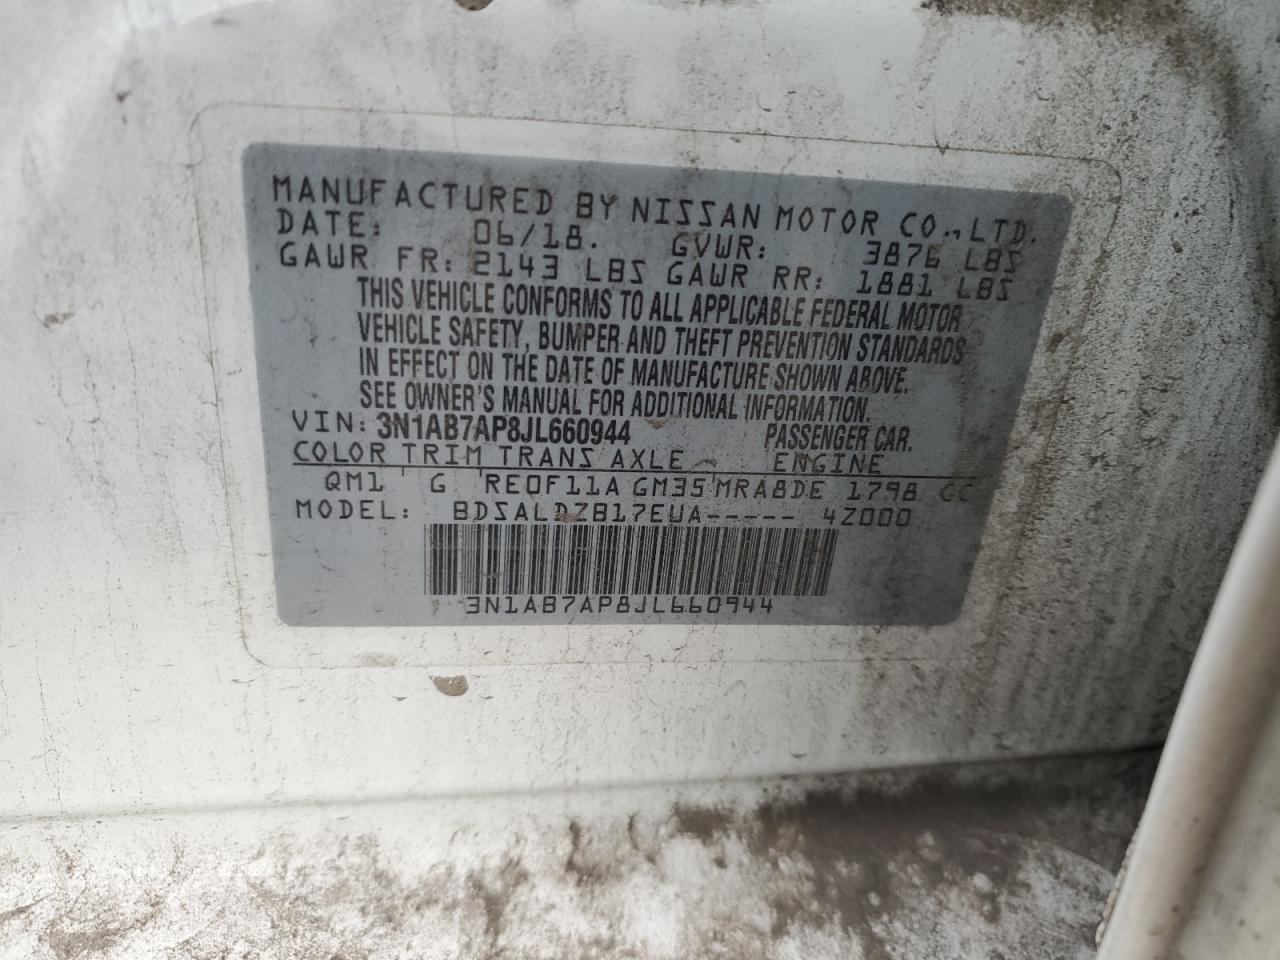 MANUFACTURED BY NISSAN MOTOR CO., LTD.
DATE: 06/18. GVWR: 3876 LBS
GAWR FR: 2143 LBS GAWR RR: 1881 LBS
THIS VEHICLE CONFORMS TO ALL APPLICABLE FEDERAL MOTOR
VEHICLE SAFETY, BUMPER AND THEFT PREVENTION STANDARDS
IN EFFECT ON THE DATE OF MANUFACTURE SHOWN ABOVE.
SEE OWNER'S MANUAL FOR ADDITIONAL INFORMATION.
VIN: 3N1AB7AP8JL660944 PASSENGER CAR.
COLOR TRIM TRANS AXLE ENGINE
QM1 G RE0F11A GM35 MRA8DE 1798 CC
MODEL: BDSALDZB17EUA----- 4Z000
3N1AB7AP8JL660944